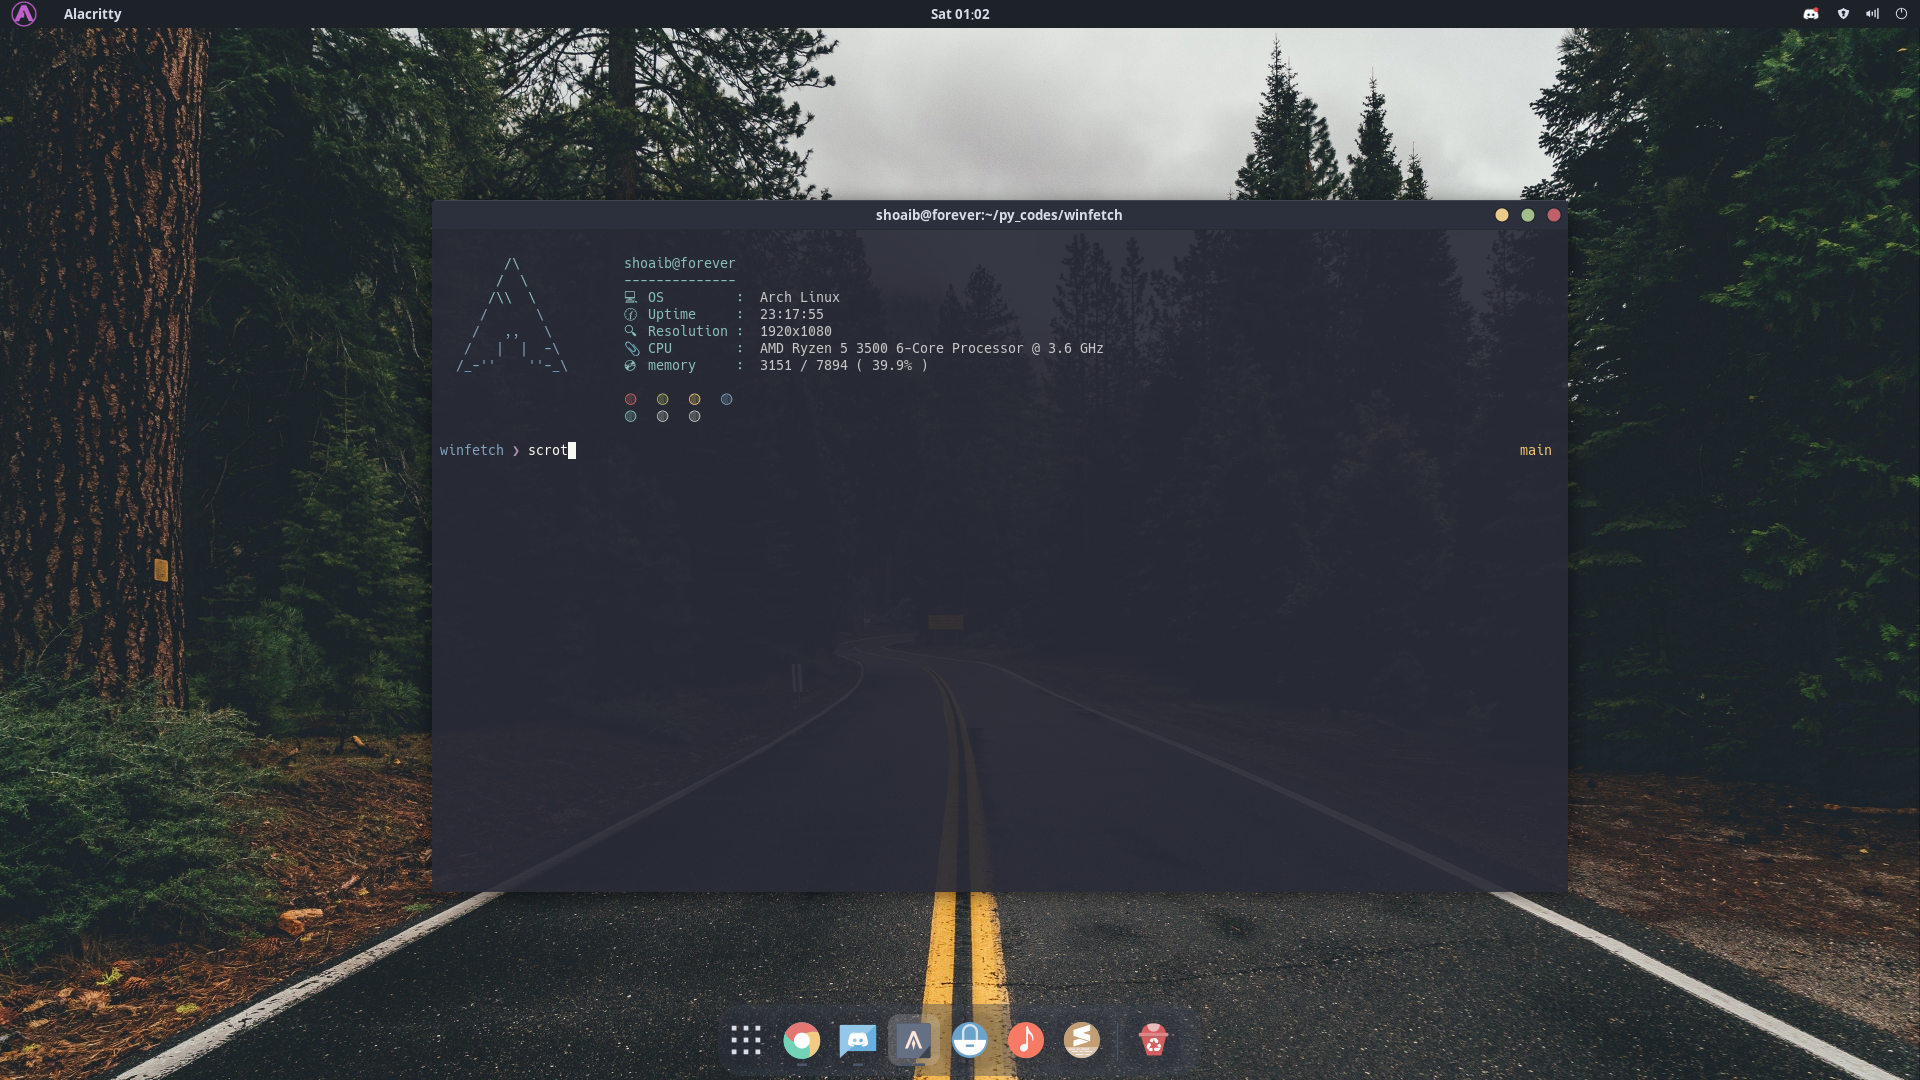 Alacritty
Sat 01:02
shoaib@forever:~/py_codes/winfetch
shoaib@forever
--------------
OS : Arch Linux
Uptime : 23:17:55
Resolution : 1920x1080
CPU : AMD Ryzen 5 3500 6-Core Processor @ 3.6 GHz
memory : 3151 / 7894 ( 39.9% )
winfetch ❯ scrot
main